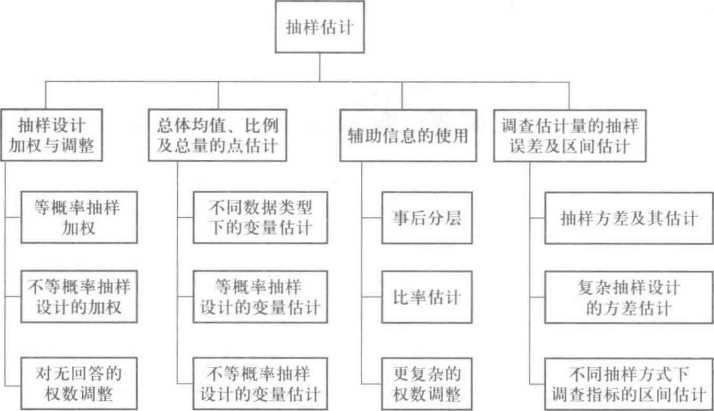 抽样估计
抽样设计
加权与调整
总体均值、比例
及总量的点估计
辅助信息的使用
调查估计量的抽样
误差及区间估计
等概率抽样
加权
不同数据类型
下的变量估计
事后分层
抽样方差及其估计
不等概率抽样
设计的加权
等概率抽样
设计的变量估计
比率估计
复杂抽样设计
的方差估计
对无回答的
权数调整
不等概率抽样
设计的变量估计
更复杂的
权数调整
不同抽样方式下
调查指标的区间估计